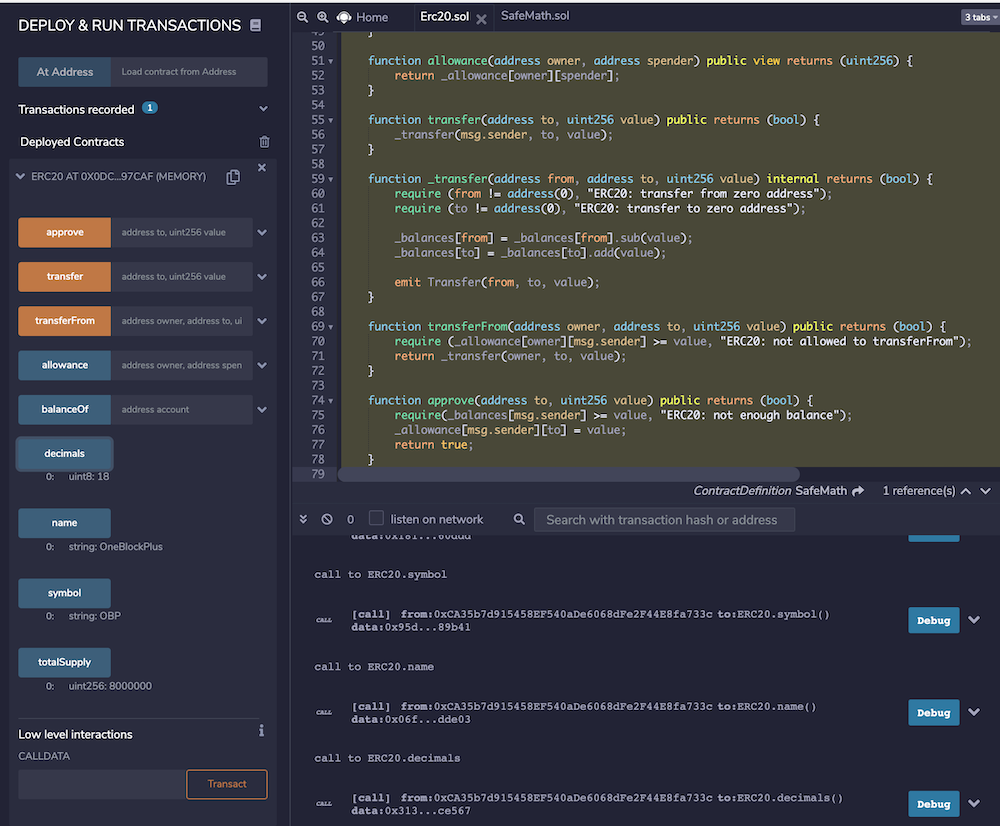 DEPLOY & RUN TRANSACTIONS
At Address
Load contract from Address
Transactions recorded 1
Deployed Contracts
ERC20 AT 0X0DC...97CAF (MEMORY)
approve
address to, uint256 value
transfer
address to, uint256 value
transferFrom
address owner, address to, ui
allowance
address owner, address spen
balanceOf
address account
decimals
0: uint8: 18
name
0: string: OneBlockPlus
symbol
0: string: OBP
totalSupply
0: uint256: 8000000
Low level interactions
i
CALLDATA
Transact
Home
Erc20.sol
SafeMath.sol
3 tabs
49 }
50
51 function allowance(address owner, address spender) public view returns (uint256) {
52 return _allowance[owner][spender];
53 }
54
55 function transfer(address to, uint256 value) public returns (bool) {
56 _transfer(msg.sender, to, value);
57 }
58
59 function _transfer(address from, address to, uint256 value) internal returns (bool) {
60 require (from != address(0), "ERC20: transfer from zero address");
61 require (to != address(0), "ERC20: transfer to zero address");
62
63 _balances[from] = _balances[from].sub(value);
64 _balances[to] = _balances[to].add(value);
65
66 emit Transfer(from, to, value);
67 }
68
69 function transferFrom(address owner, address to, uint256 value) public returns (bool) {
70 require (_allowance[owner][msg.sender] >= value, "ERC20: not allowed to transferFrom");
71 return _transfer(owner, to, value);
72 }
73
74 function approve(address to, uint256 value) public returns (bool) {
75 require(_balances[msg.sender] >= value, "ERC20: not enough balance");
76 _allowance[msg.sender][to] = value;
77 return true;
78 }
79
ContractDefinition SafeMath 1 reference(s)
0 listen on network
Search with transaction hash or address
data:0x181...60ddd
call to ERC20.symbol
CALL [call] from:0xCA35b7d915458EF540aDe6068dFe2F44E8fa733c to:ERC20.symbol()
data:0x95d...89b41
Debug
call to ERC20.name
CALL [call] from:0xCA35b7d915458EF540aDe6068dFe2F44E8fa733c to:ERC20.name()
data:0x06f...dde03
Debug
call to ERC20.decimals
CALL [call] from:0xCA35b7d915458EF540aDe6068dFe2F44E8fa733c to:ERC20.decimals()
data:0x313...ce567
Debug